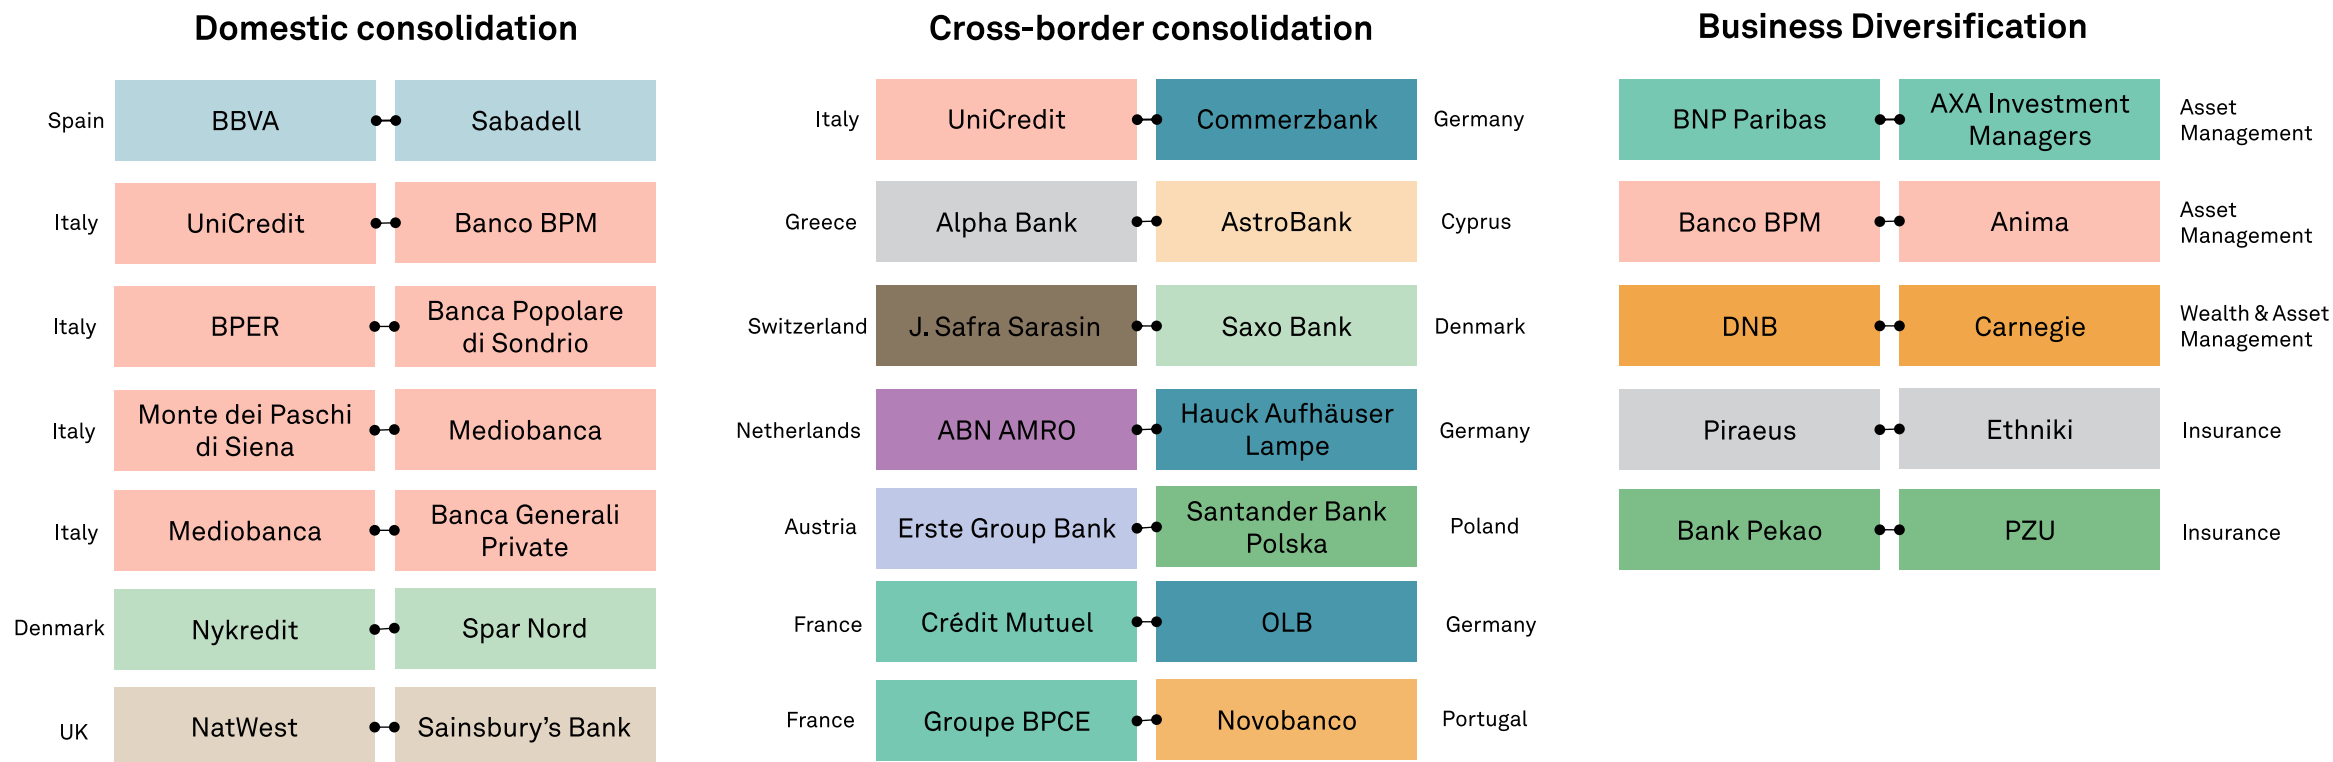 Domestic consolidation
Spain
BBVA
Sabadell
Italy
UniCredit
Banco BPM
Italy
BPER
Banca Popolare
di Sondrio
Italy
Monte dei Paschi
di Siena
Mediobanca
Italy
Mediobanca
Banca Generali
Private
Denmark
Nykredit
Spar Nord
UK
NatWest
Sainsbury's Bank
Cross-border consolidation
Italy
UniCredit
Commerzbank
Germany
Greece
Alpha Bank
AstroBank
Cyprus
Switzerland
J. Safra Sarasin
Saxo Bank
Denmark
Netherlands
ABN AMRO
Hauck Aufhäuser
Lampe
Germany
Austria
Erste Group Bank
Santander Bank
Polska
Poland
France
Crédit Mutuel
OLB
Germany
France
Groupe BPCE
Novobanco
Portugal
Business Diversification
BNP Paribas
AXA Investment
Managers
Asset
Management
Banco BPM
Anima
Asset
Management
DNB
Carnegie
Wealth & Asset
Management
Piraeus
Ethniki
Insurance
Bank Pekao
PZU
Insurance